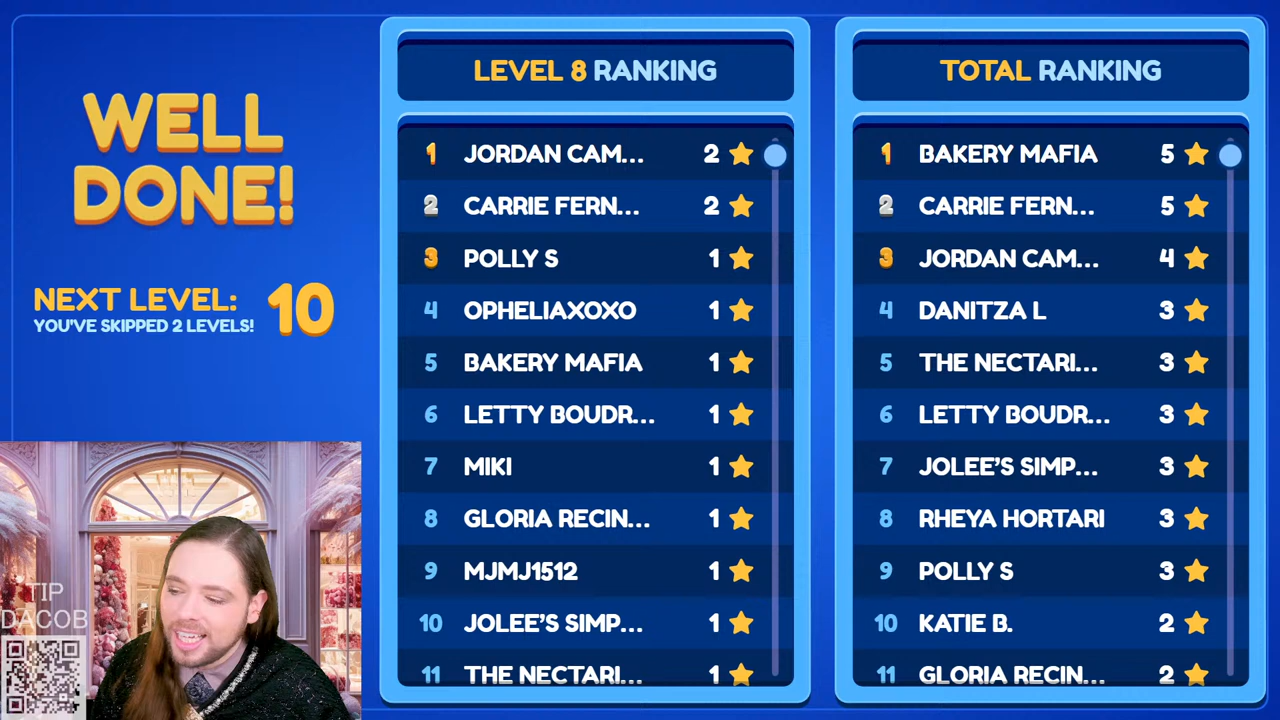 WELL
DONE!
NEXT LEVEL: 10
YOU'VE SKIPPED 2 LEVELS!
TIP
DACOB
LEVEL 8 RANKING
1 JORDAN CAM... 2
2 CARRIE FERN... 2
3 POLLY S 1
4 OPHELIAXOXO 1
5 BAKERY MAFIA 1
6 LETTY BOUDR... 1
7 MIKI 1
8 GLORIA RECIN... 1
9 MJMJ1512 1
10 JOLEE'S SIMP... 1
11 THE NECTARI... 1
TOTAL RANKING
1 BAKERY MAFIA 5
2 CARRIE FERN... 5
3 JORDAN CAM... 4
4 DANITZA L 3
5 THE NECTARI... 3
6 LETTY BOUDR... 3
7 JOLEE'S SIMP... 3
8 RHEYA HORTARI 3
9 POLLY S 3
10 KATIE B. 2
11 GLORIA RECIN... 2